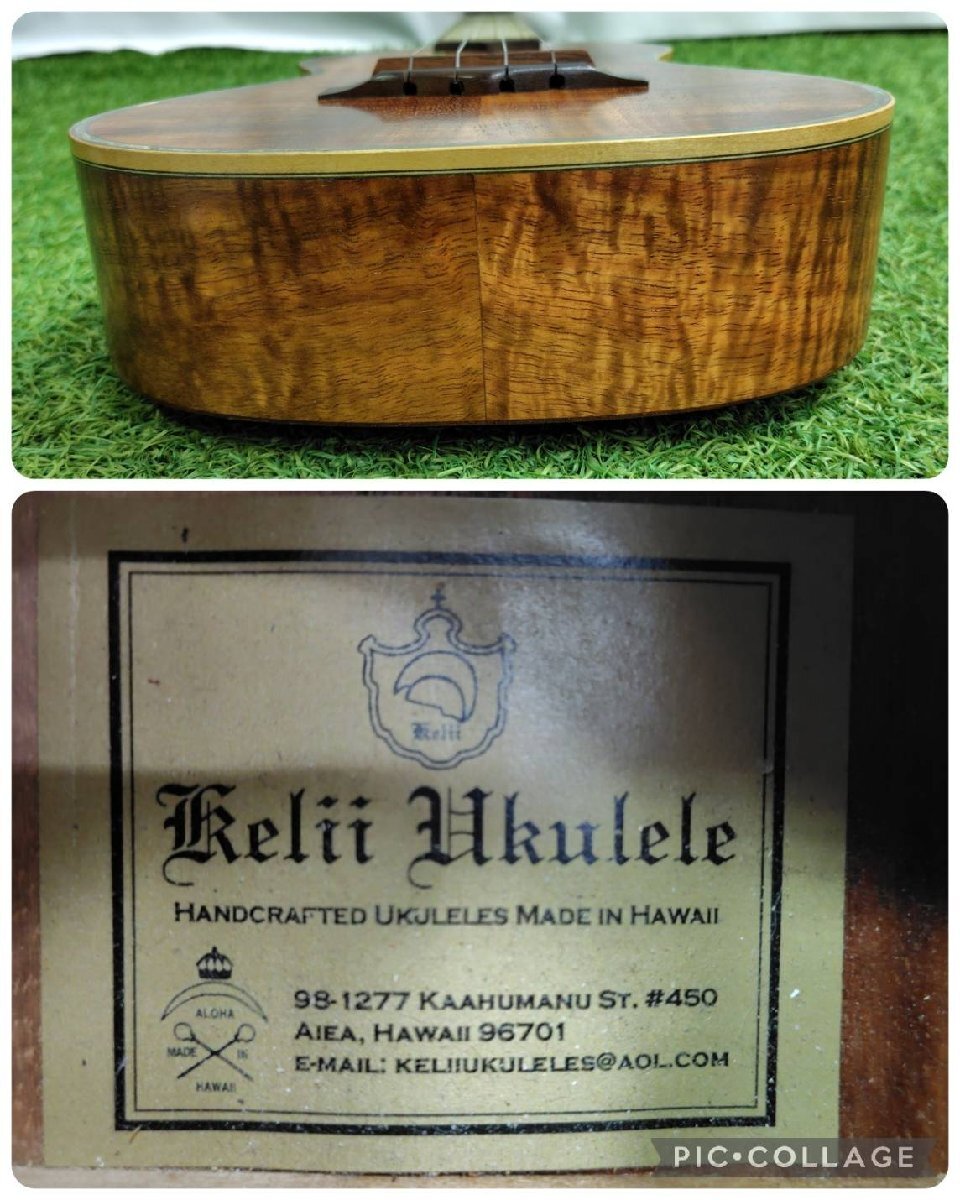 Kelii
Kelii Ukulele
HANDCRAFTED UKULELES MADE IN HAWAII
ALOHA
MADE IN
HAWAII
98-1277 KAAHUMANU ST. #450
AIEA, HAWAII 96701
E-MAIL: KELIIUKULELES@AOL.COM
PIC•COLLAGE